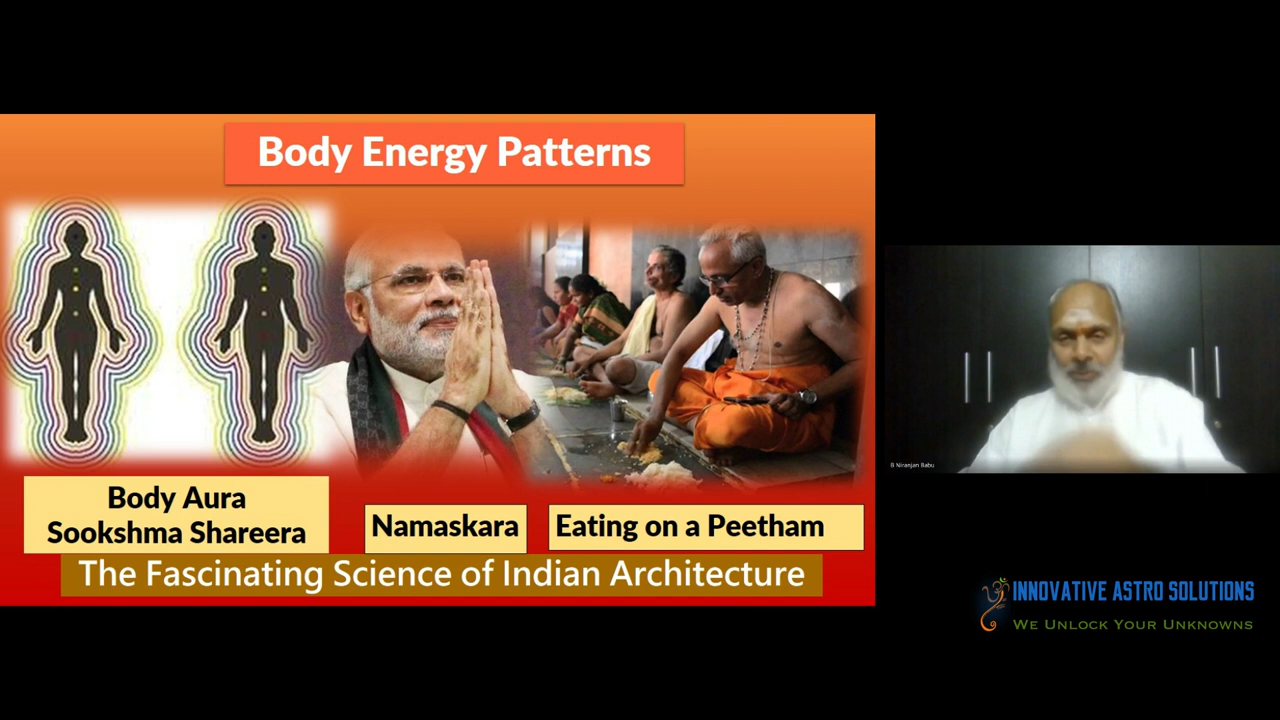 Body Energy Patterns
Body Aura
Sookshma Shareera
Namaskara
Eating on a Peetham
The Fascinating Science of Indian Architecture
B Niranjan Babu
INNOVATIVE ASTRO SOLUTIONS
WE UNLOCK YOUR UNKNOWNS